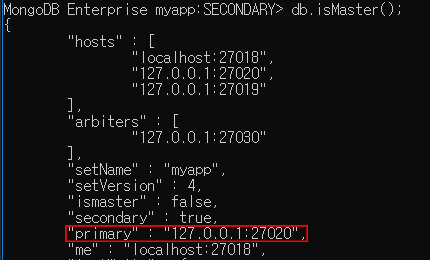 MongoDB Enterprise myapp:SECONDARY> db.isMaster();
{
"hosts" : [
"localhost:27018",
"127.0.0.1:27020",
"127.0.0.1:27019"
],
"arbiters" : [
"127.0.0.1:27030"
],
"setName" : "myapp",
"setVersion" : 4,
"ismaster" : false,
"secondary" : true,
"primary" : "127.0.0.1:27020",
"me" : "localhost:27018",